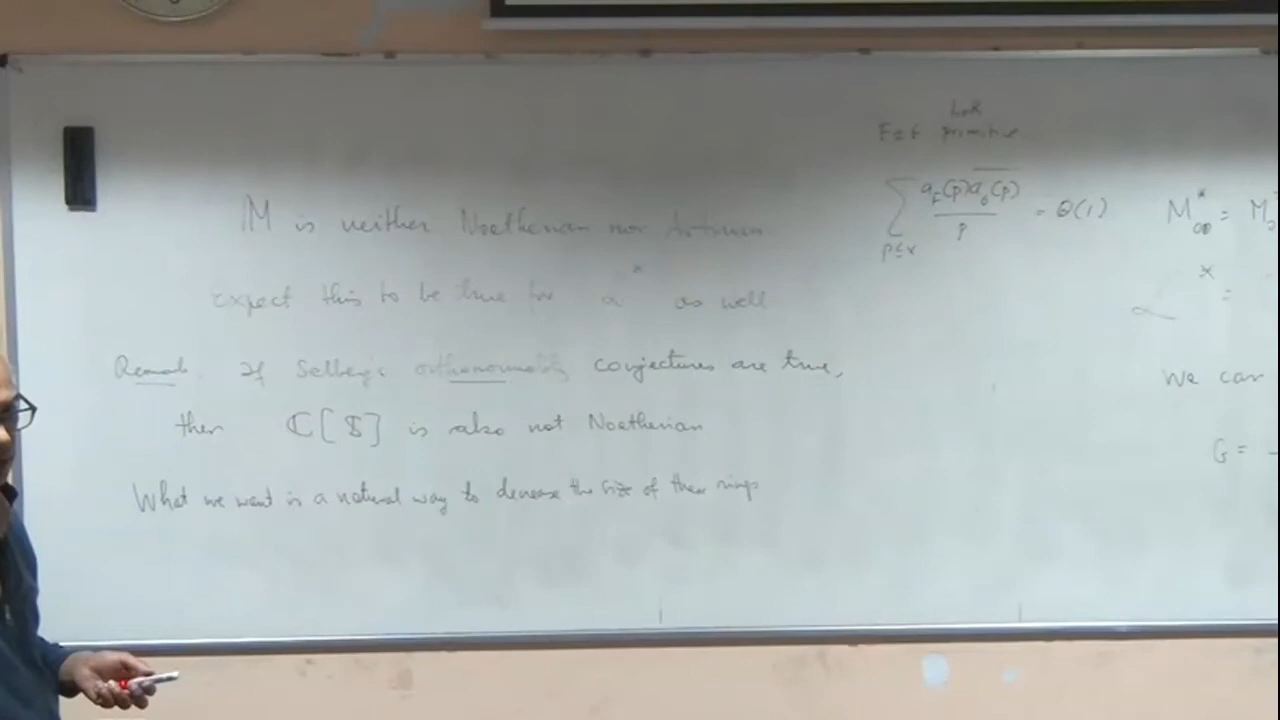 M is neither Noetherian nor Artinian
expect this to be true for a* as well
Remark. If Selberg's orthonormality conjectures are true,
then ℂ[𝕊] is also not Noetherian
What we want is a natural way to decrease the size of these rings
primitive
∑ p≤x a_F(p) \overline{a_G(p)} / p = O(1)
M*_∞ =
We can
G =